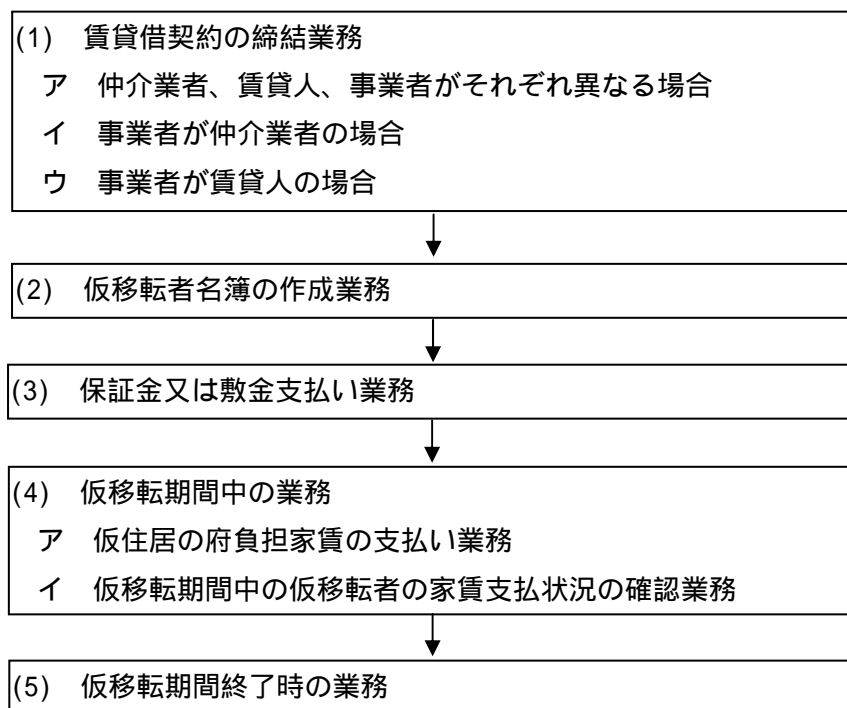 (1) 賃貸借契約の締結業務
ア 仲介業者、賃貸人、事業者がそれぞれ異なる場合
イ 事業者が仲介業者の場合
ウ 事業者が賃貸人の場合
(2) 仮移転者名簿の作成業務
(3) 保証金又は敷金支払い業務
(4) 仮移転期間中の業務
ア 仮住居の府負担家賃の支払い業務
イ 仮移転期間中の仮移転者の家賃支払状況の確認業務
(5) 仮移転期間終了時の業務